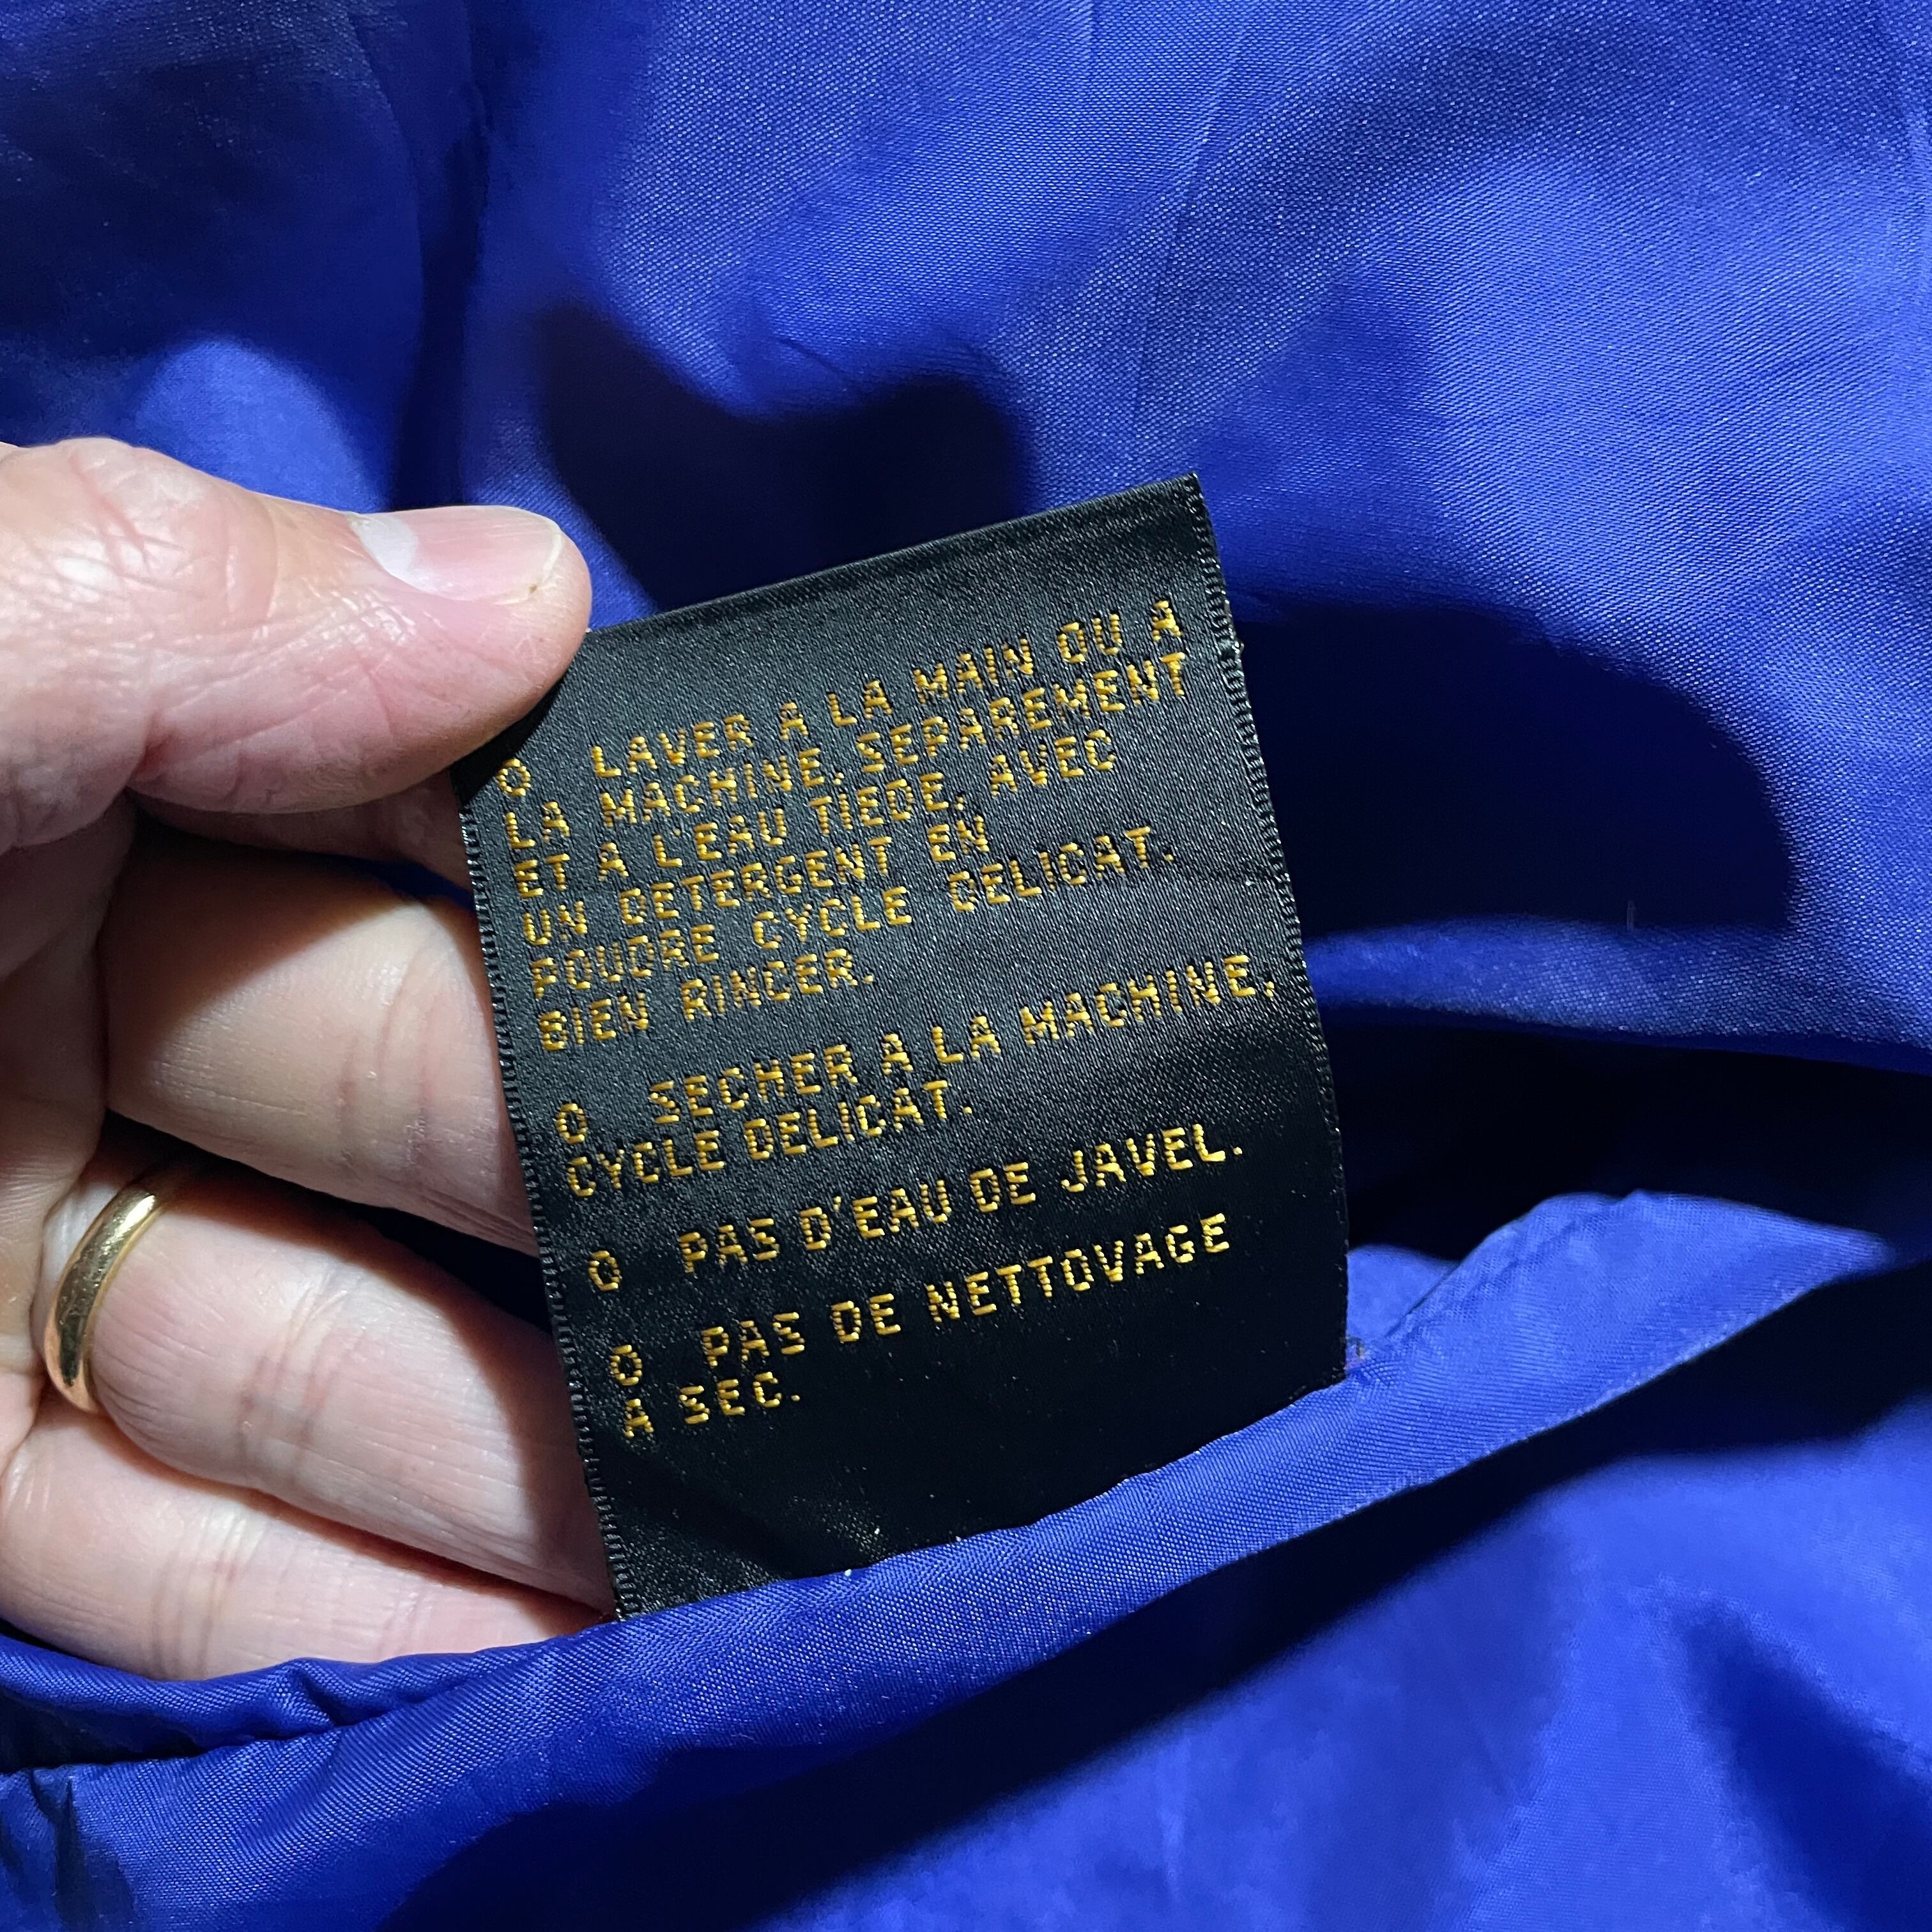 O LAVER A LA MAIN OU A
LA MACHINE, SEPAREMENT
ET A L'EAU TIEDE, AVEC
UN DETERGENT EN
POUDRE CYCLE DELICAT.
BIEN RINCER.
O SECHER A LA MACHINE,
CYCLE DELICAT.
O PAS D'EAU DE JAVEL.
O PAS DE NETTOVAGE
A SEC.